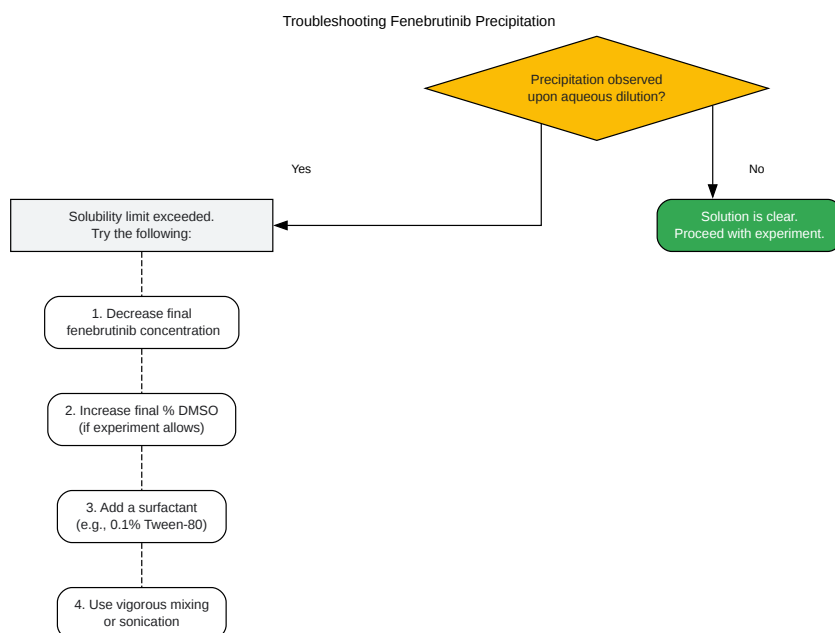 Troubleshooting Fenebrutinib Precipitation
Precipitation observed
upon aqueous dilution?
Yes
No
Solubility limit exceeded.
Try the following:
Solution is clear.
Proceed with experiment.
1. Decrease final
fenebrutinib concentration
2. Increase final % DMSO
(if experiment allows)
3. Add a surfactant
(e.g., 0.1% Tween-80)
4. Use vigorous mixing
or sonication